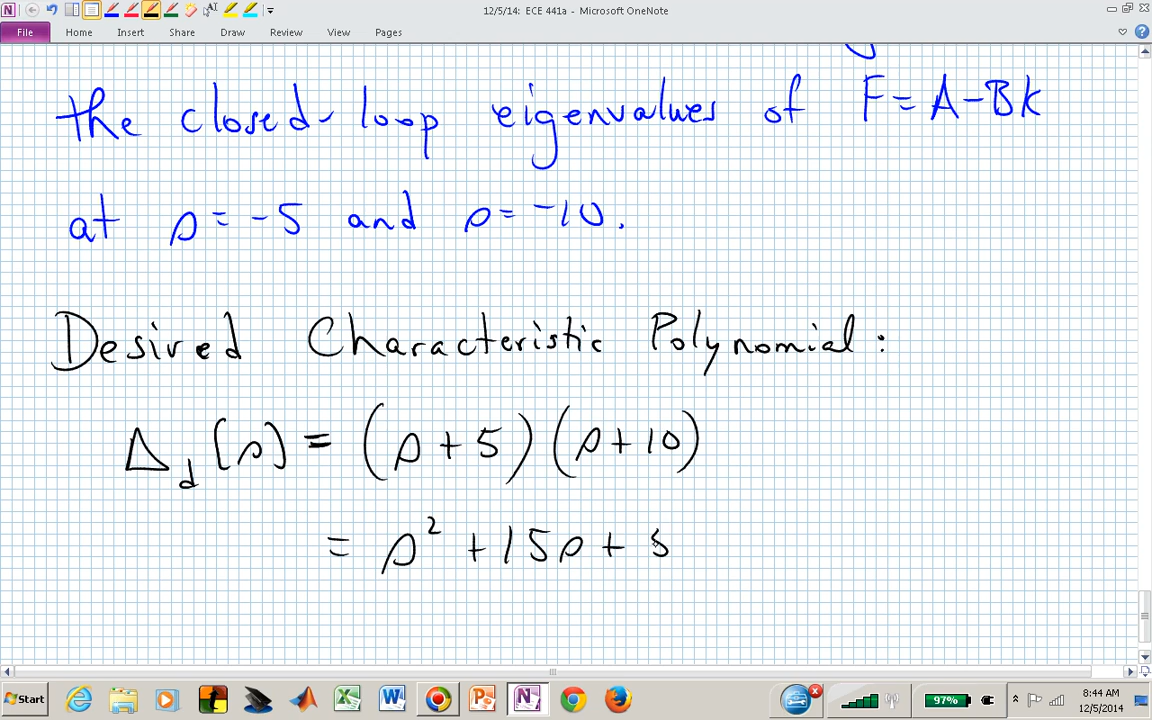 12/5/14: ECE 441a - Microsoft OneNote
File Home Insert Share Draw Review View Pages
the closed-loop eigenvalues of F = A-BK
at s = -5 and s = -10.
Desired Characteristic Polynomial:
Δd(s) = (s+5)(s+10)
= s² + 15s + 5
Start 97% 8:44 AM
12/5/2014